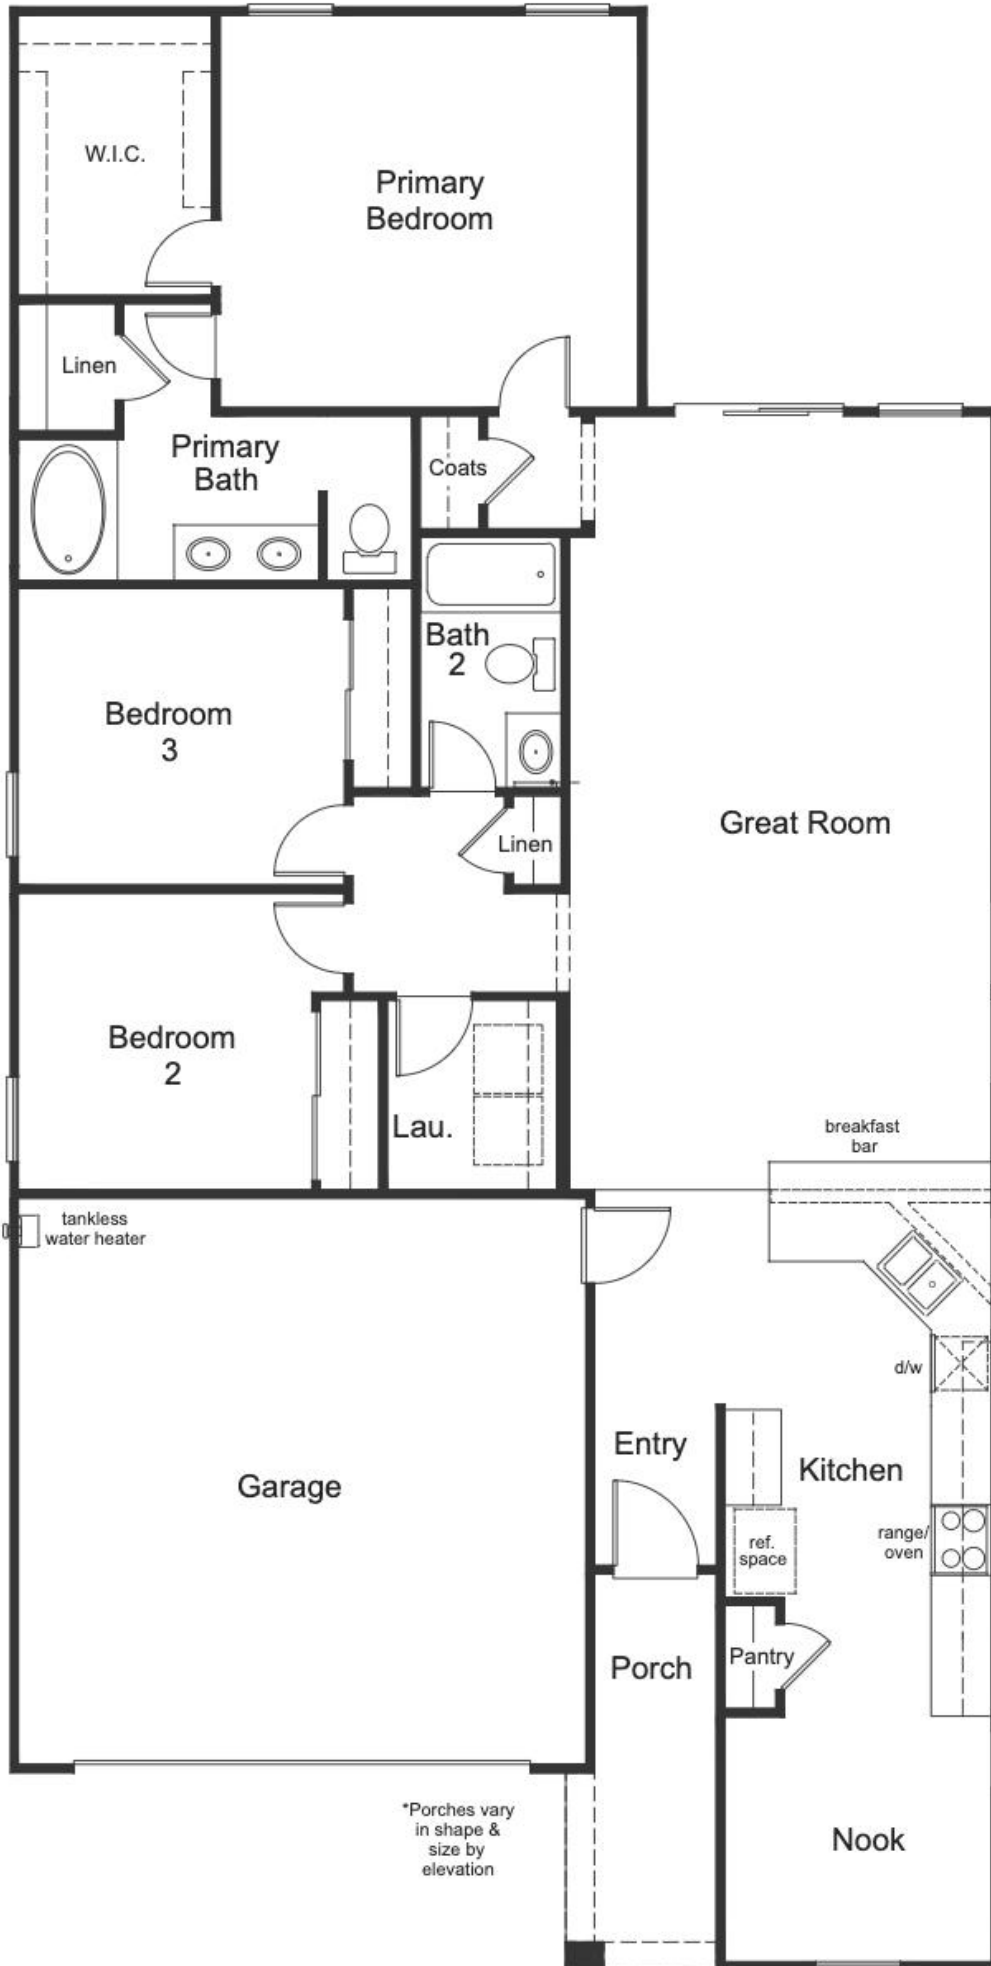 W.I.C.
Primary
Bedroom
Linen
Primary
Bath
Coats
Bath
2
Bedroom
3
Linen
Great Room
Bedroom
2
Lau.
breakfast
bar
tankless
water heater
d/w
Entry
Kitchen
Garage
range/
oven
ref.
space
Pantry
Porch
*Porches vary
in shape &
size by
elevation
Nook